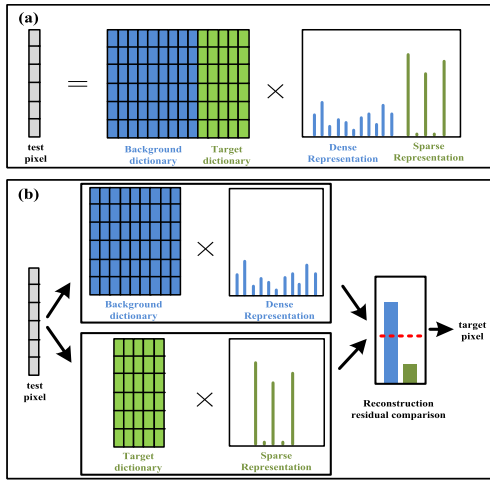 (a)
test
pixel
=
×
Background
dictionary
Target
dictionary
Dense
Representation
Sparse
Representation
(b)
test
pixel
×
Background
dictionary
Dense
Representation
×
Target
dictionary
Sparse
Representation
Reconstruction
residual comparison
target
pixel